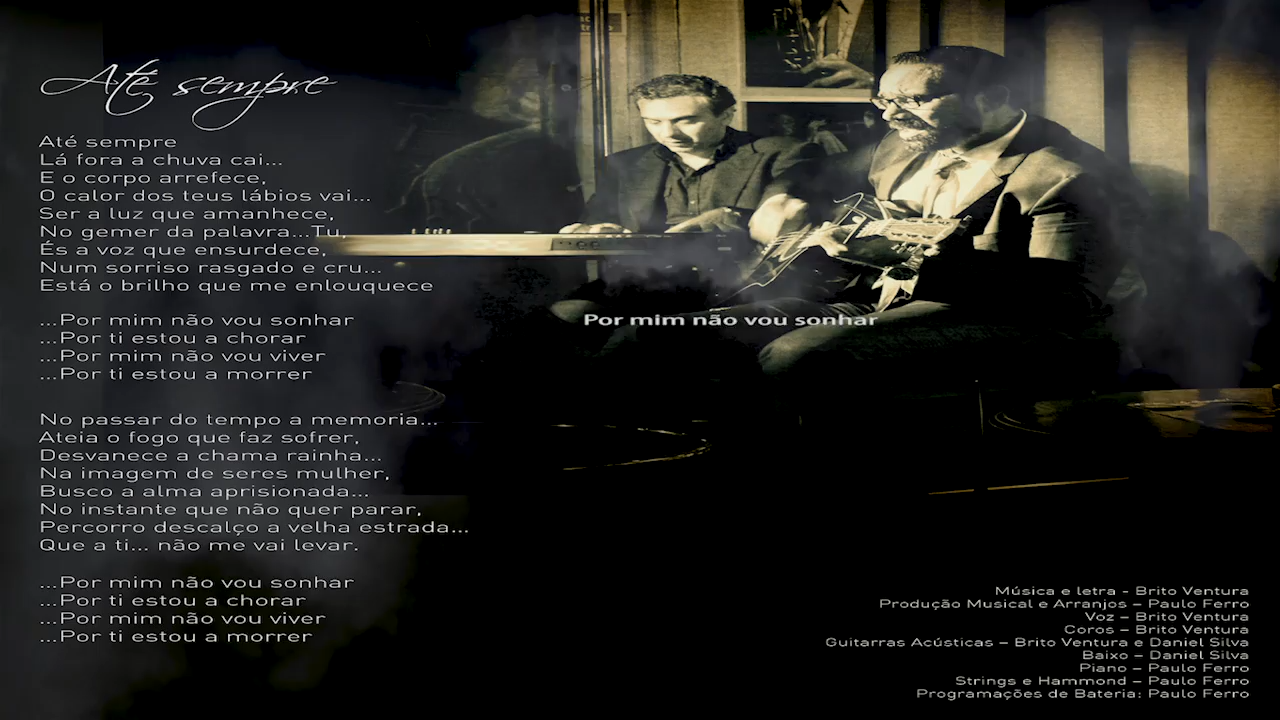 Até sempre
Até sempre
Lá fora a chuva cai...
E o corpo arrefece,
O calor dos teus lábios vai...
Ser a luz que amanhece,
No gemer da palavra...Tu,
És a voz que ensurdece,
Num sorriso rasgado e cru...
Está o brilho que me enlouquece
...Por mim não vou sonhar
...Por ti estou a chorar
...Por mim não vou viver
...Por ti estou a morrer
No passar do tempo a memoria...
Ateia o fogo que faz sofrer,
Desvanece a chama rainha...
Na imagem de seres mulher,
Busco a alma aprisionada...
No instante que não quer parar,
Percorro descalço a velha estrada...
Que a ti... não me vai levar.
...Por mim não vou sonhar
...Por ti estou a chorar
...Por mim não vou viver
...Por ti estou a morrer
Por mim não vou sonhar
Música e letra - Brito Ventura
Produção Musical e Arranjos – Paulo Ferro
Voz – Brito Ventura
Coros – Brito Ventura
Guitarras Acústicas – Brito Ventura e Daniel Silva
Baixo – Daniel Silva
Piano – Paulo Ferro
Strings e Hammond – Paulo Ferro
Programações de Bateria: Paulo Ferro